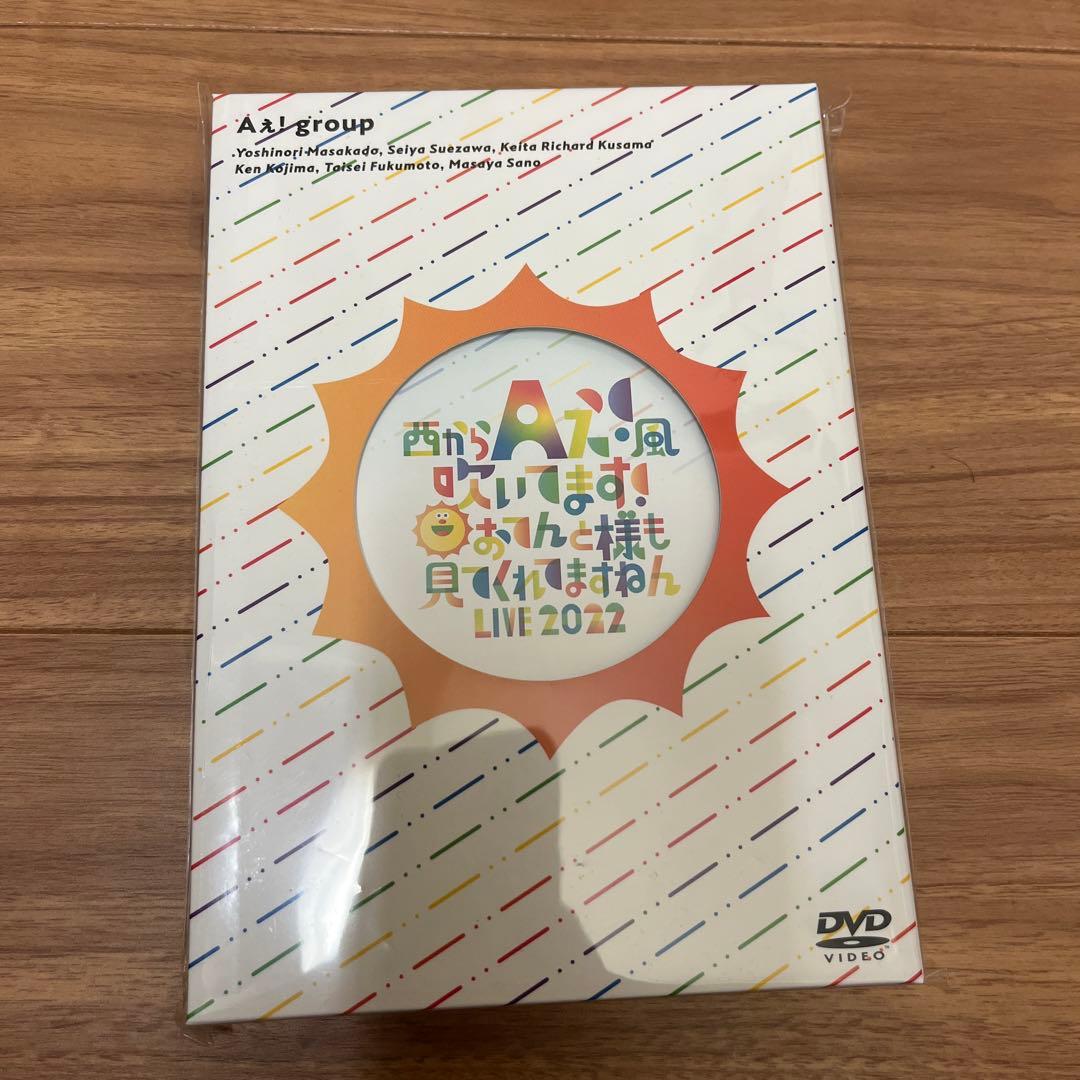 Aぇ! group
Yoshinori Masakado, Seiya Suezawa, Keita Richard Kusama
Ken Kojima, Taisei Fukumoto, Masaya Sano
西からAぇ風
吹いてます!
おてんと様も
見てくれてますねん
LIVE 2022
DVD
VIDEO™